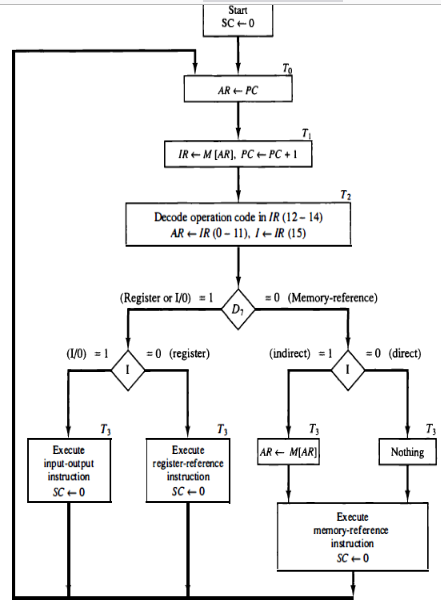 Start
SC ← 0
T₀
AR ← PC
T₁
IR ← M [AR], PC ← PC + 1
T₂
Decode operation code in IR (12 – 14)
AR ← IR (0 – 11), I ← IR (15)
(Register or I/0) = 1
D₇
= 0 (Memory-reference)
(I/0) = 1
I
= 0 (register)
(indirect) = 1
I
= 0 (direct)
T₃
Execute
input-output
instruction
SC ← 0
T₃
Execute
register-reference
instruction
SC ← 0
T₃
AR ← M[AR]
T₃
Nothing
Execute
memory-reference
instruction
SC ← 0